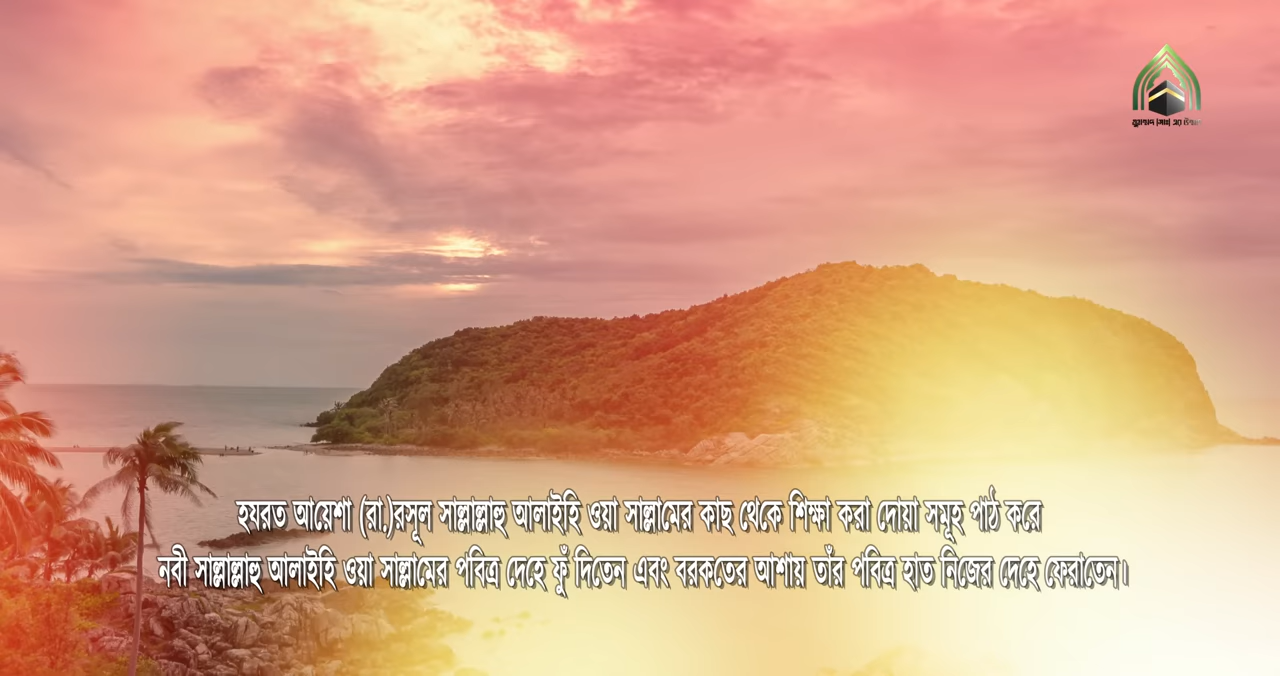 হযরত আয়েশা (রা.)রসূল সাল্লাল্লাহু আলাইহি ওয়া সাল্লামের কাছ থেকে শিক্ষা করা দোয়া সমূহ পাঠ করে
নবী সাল্লাল্লাহু আলাইহি ওয়া সাল্লামের পবিত্র দেহে ফুঁ দিতেন এবং বরকতের আশায় তাঁর পবিত্র হাত নিজের দেহে ফেরাতেন।